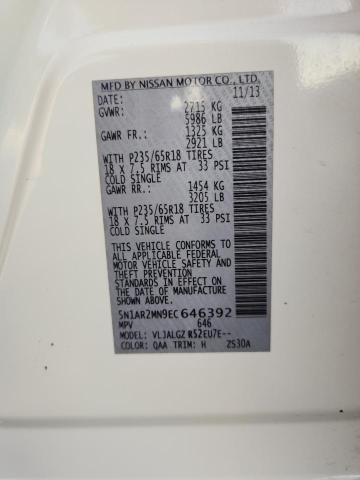 MFD BY NISSAN MOTOR CO., LTD.
DATE: 11/13
GVWR: 2715 KG
5986 LB
GAWR FR.: 1325 KG
2921 LB
WITH P235/65R18 TIRES
18 X 7.5 RIMS AT 33 PSI
COLD SINGLE
GAWR RR.: 1454 KG
3205 LB
WITH P235/65R18 TIRES
18 X 7.5 RIMS AT 33 PSI
COLD SINGLE
THIS VEHICLE CONFORMS TO
ALL APPLICABLE FEDERAL
MOTOR VEHICLE SAFETY AND
THEFT PREVENTION
STANDARDS IN EFFECT ON THE
DATE OF MANUFACTURE SHOWN
ABOVE.
5N1AR2MN9EC646392
MPV 646
MODEL: VLJALGZ R52EU7E--
COLOR: QAA TRIM: H ZS30A